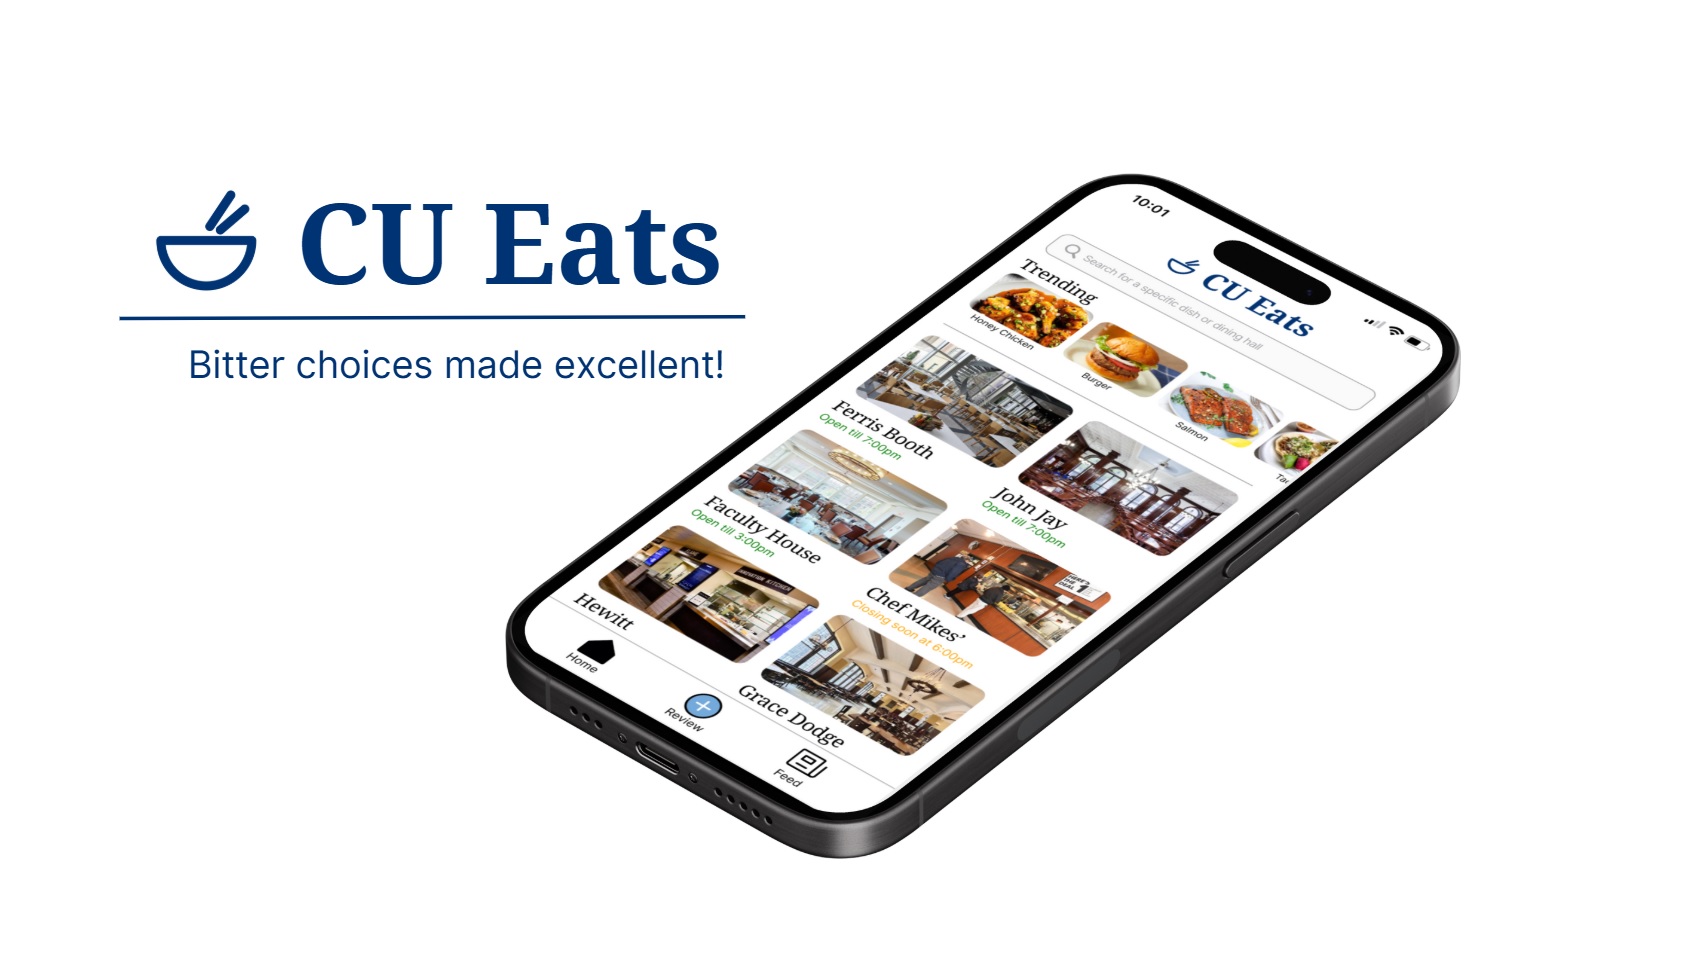 CU Eats
Bitter choices made excellent!
10:01
CU Eats
Search for a specific dish or dining hall
Trending
Honey Chicken
Burger
Salmon
Ferris Booth
Open till 7:00pm
John Jay
Open till 7:00pm
Faculty House
Open till 3:00pm
Chef Mikes'
Closing soon at 6:00pm
INNOVATION KITCHEN
Hewitt
Grace Dodge
Home
Review
Feed